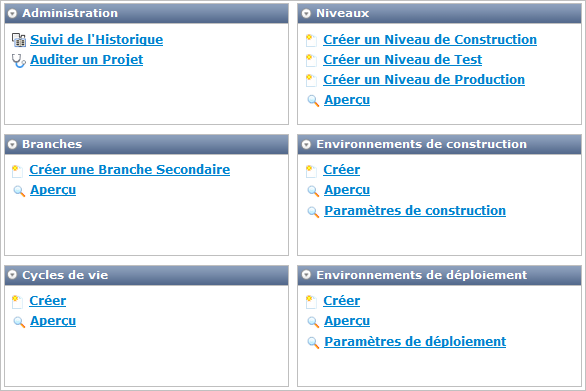 Administration
Suivi de l'Historique
Auditer un Projet
Niveaux
Créer un Niveau de Construction
Créer un Niveau de Test
Créer un Niveau de Production
Aperçu
Branches
Créer une Branche Secondaire
Aperçu
Environnements de construction
Créer
Aperçu
Paramètres de construction
Cycles de vie
Créer
Aperçu
Environnements de déploiement
Créer
Aperçu
Paramètres de déploiement